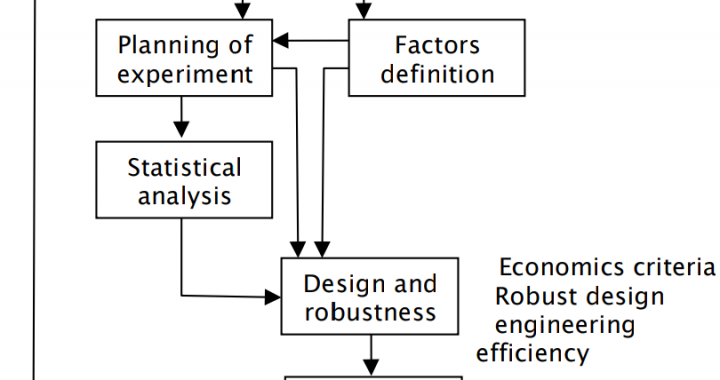 Planning of
experiment
Factors
definition
Statistical
analysis
Design and
robustness
Economics criteria
Robust design
engineering
efficiency